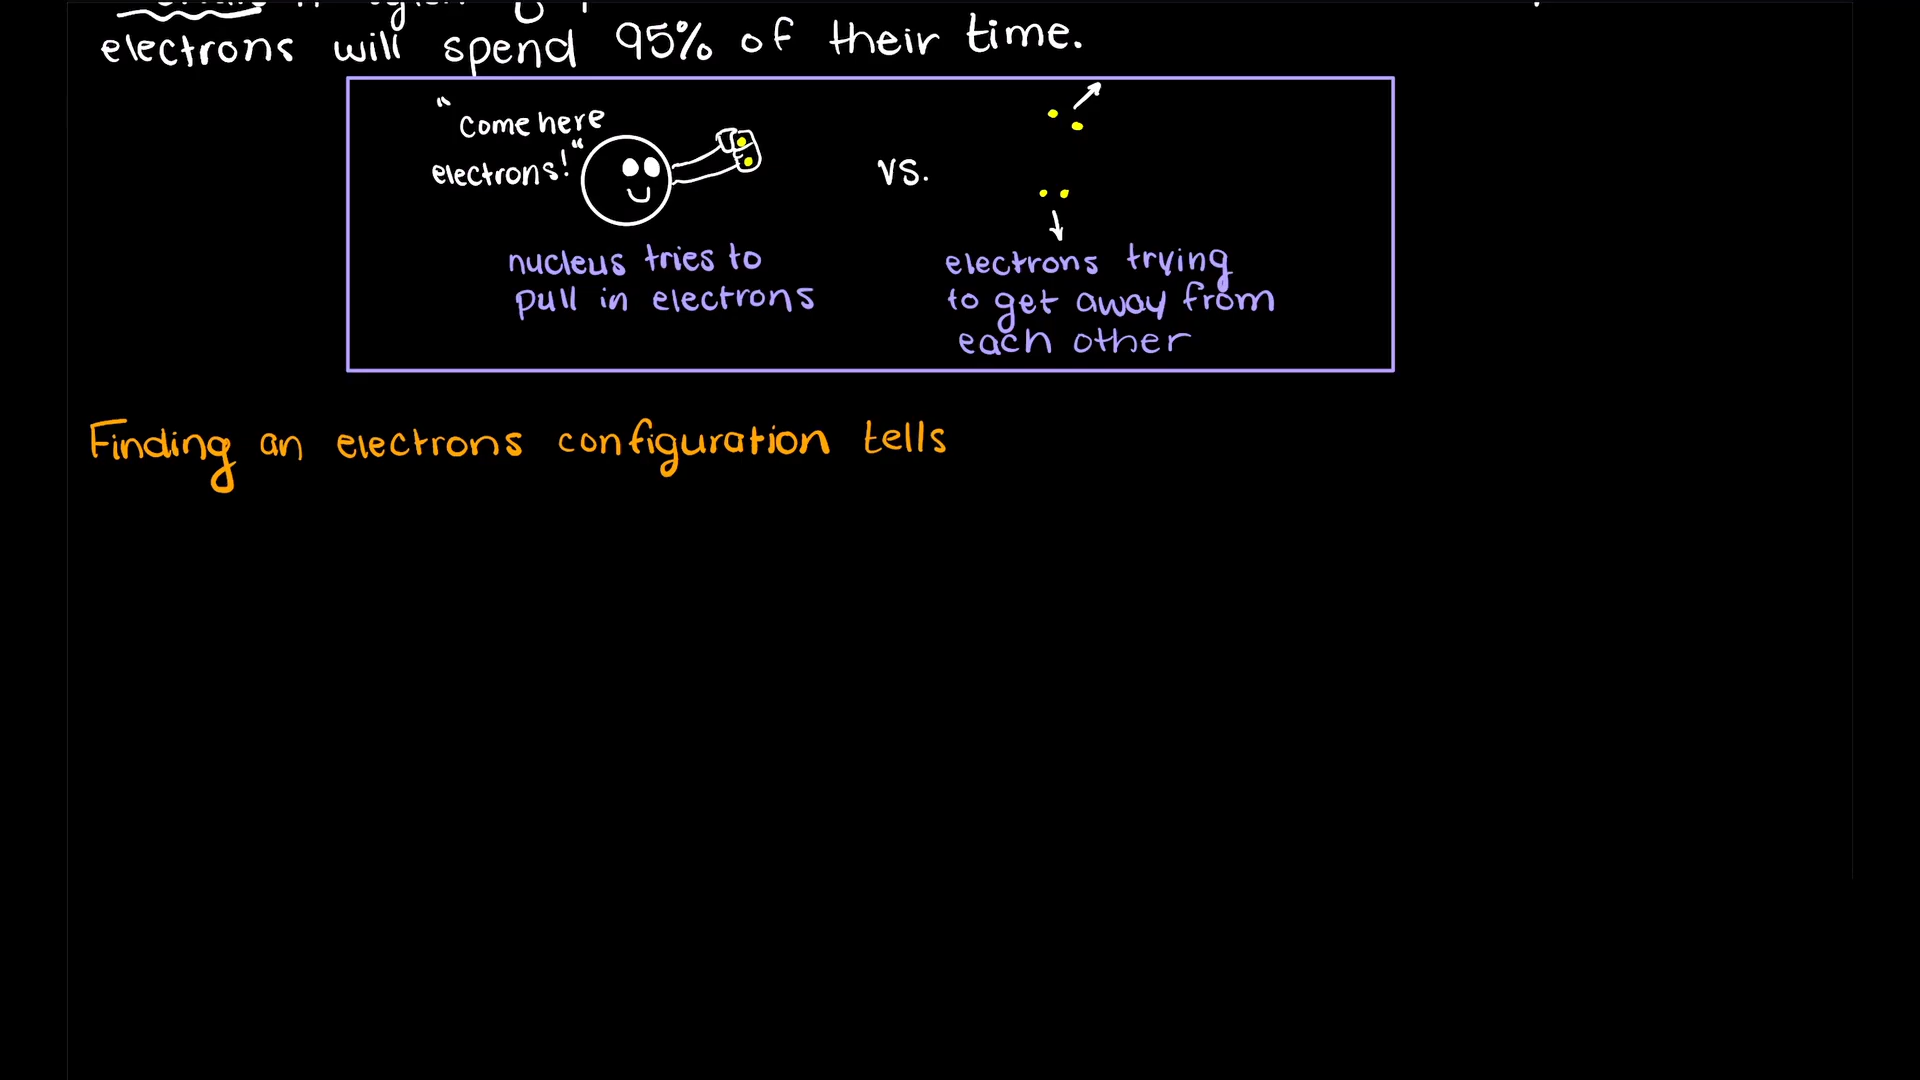 electrons will spend 95% of their time.
"come here
electrons!"
vs.
nucleus tries to
pull in electrons
electrons trying
to get away from
each other
Finding an electrons configuration tells